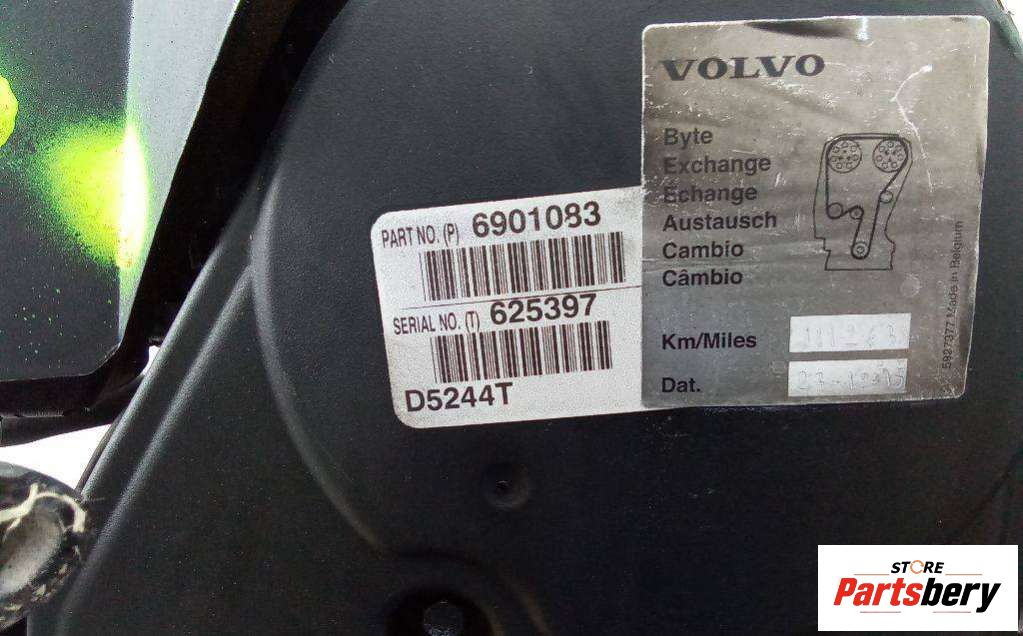 VOLVO
Byte
Exchange
Echange
Austausch
Cambio
Câmbio
Km/Miles
Dat.
5827377 Made in Belgium
PART NO. (P) 6901083
SERIAL NO. (T) 625397
D5244T
STORE
Partsbery